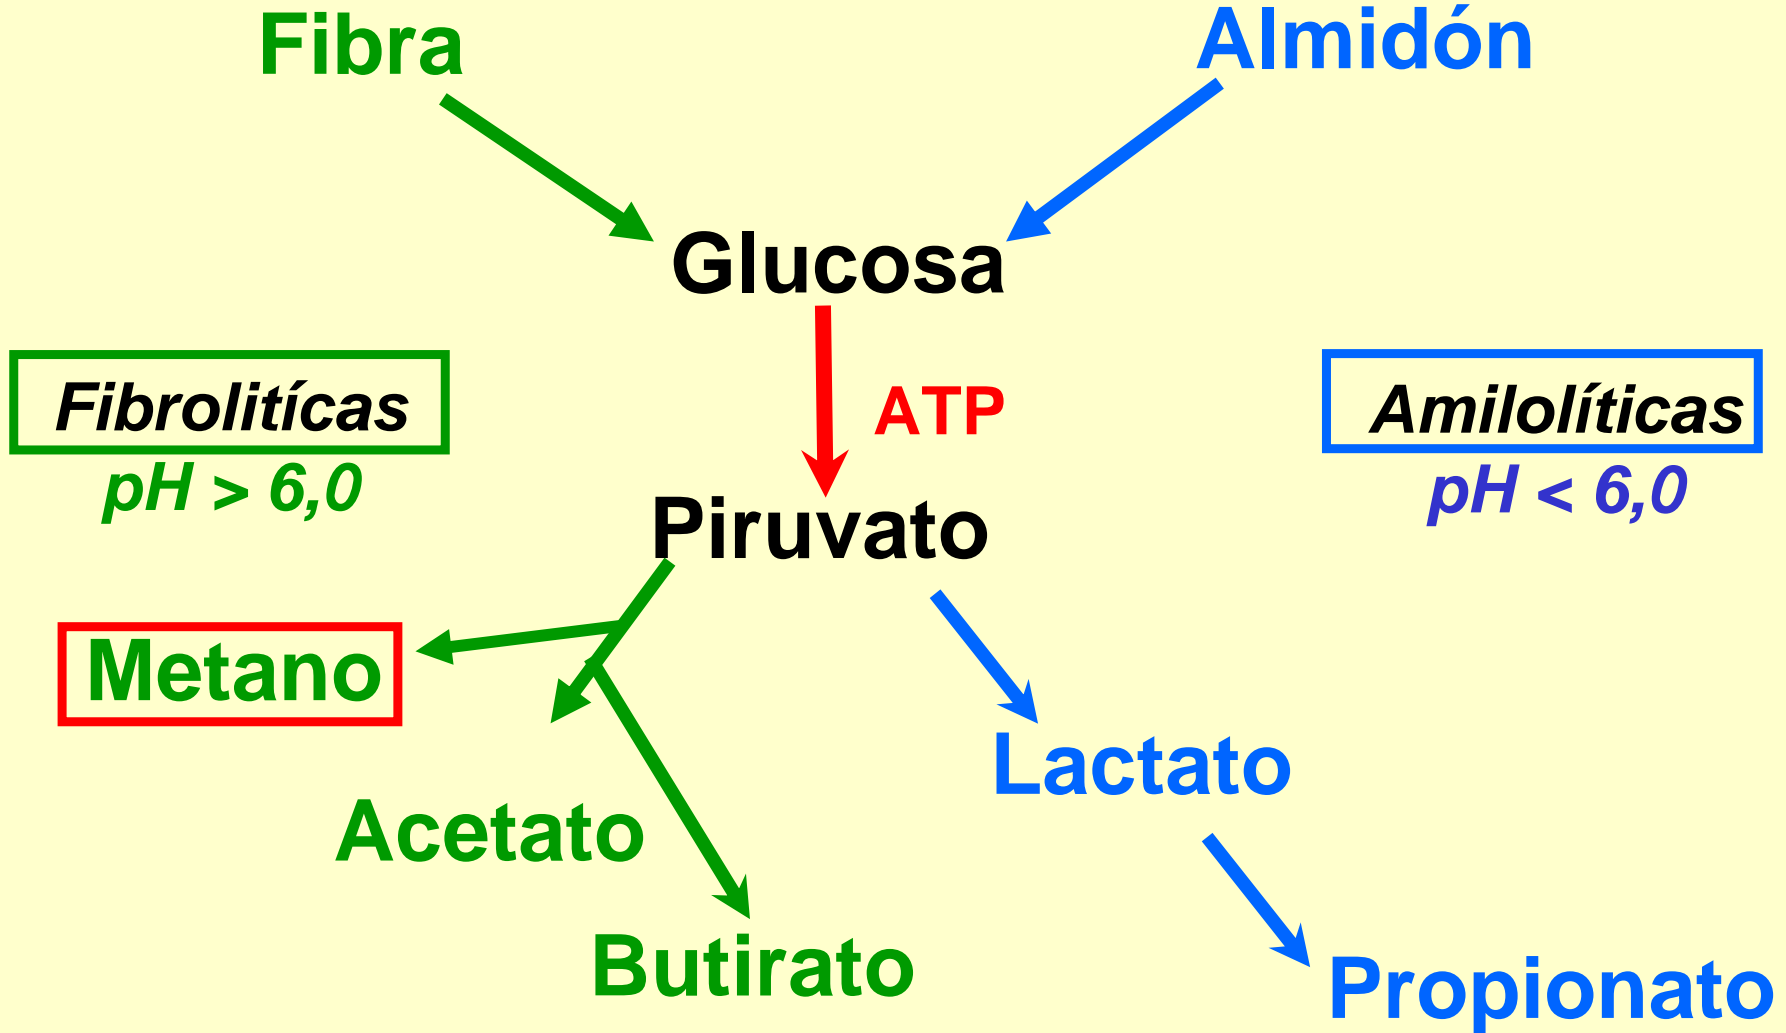 Fibra
Almidón
Glucosa
Fibrolitícas
ATP
Amilolíticas
pH > 6,0
pH < 6,0
Piruvato
Metano
Lactato
Acetato
Butirato
Propionato